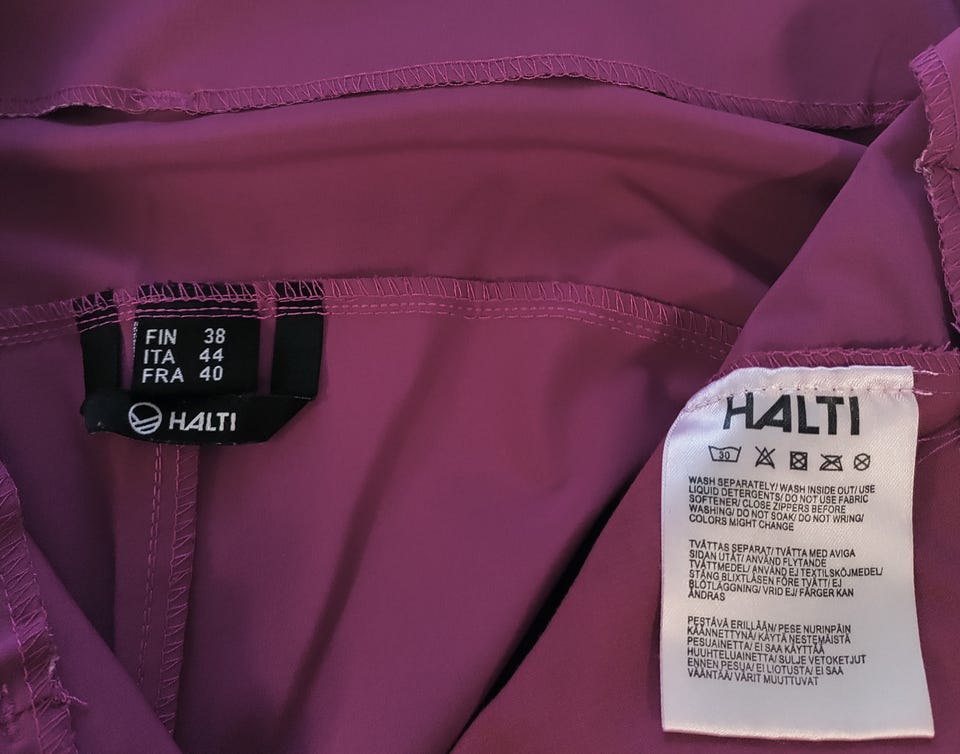 FIN 38
ITA 44
FRA 40
HALTI
HALTI
30
WASH SEPARATELY/ WASH INSIDE OUT/ USE
LIQUID DETERGENTS/ DO NOT USE FABRIC
SOFTENER/ CLOSE ZIPPERS BEFORE
WASHING/ DO NOT SOAK/ DO NOT WRING/
COLORS MIGHT CHANGE
TVÄTTAS SEPARAT/ TVÄTTA MED AVIGA
SIDAN UTÅT/ ANVÄND FLYTANDE
TVÄTTMEDEL/ ANVÄND EJ TEXTILSKÖJMEDEL/
STÄNG BLIXTLÅSEN FÖRE TVÄTT/ EJ
BLÖTLÄGGNING/ VRID EJ/ FÄRGER KAN
ÄNDRAS
PESTÄVÄ ERILLÄÄN/ PESE NURINPÄIN
KÄÄNNETTYNÄ/ KÄYTÄ NESTEMÄISTÄ
PESUAINETTA/ EI SAA KÄYTTÄÄ
HUUHTELUAINETTA/ SULJE VETOKETJUT
ENNEN PESUA/ EI LIOTUSTA/ EI SAA
VÄÄNTÄÄ/ VÄRIT MUUTTUVAT